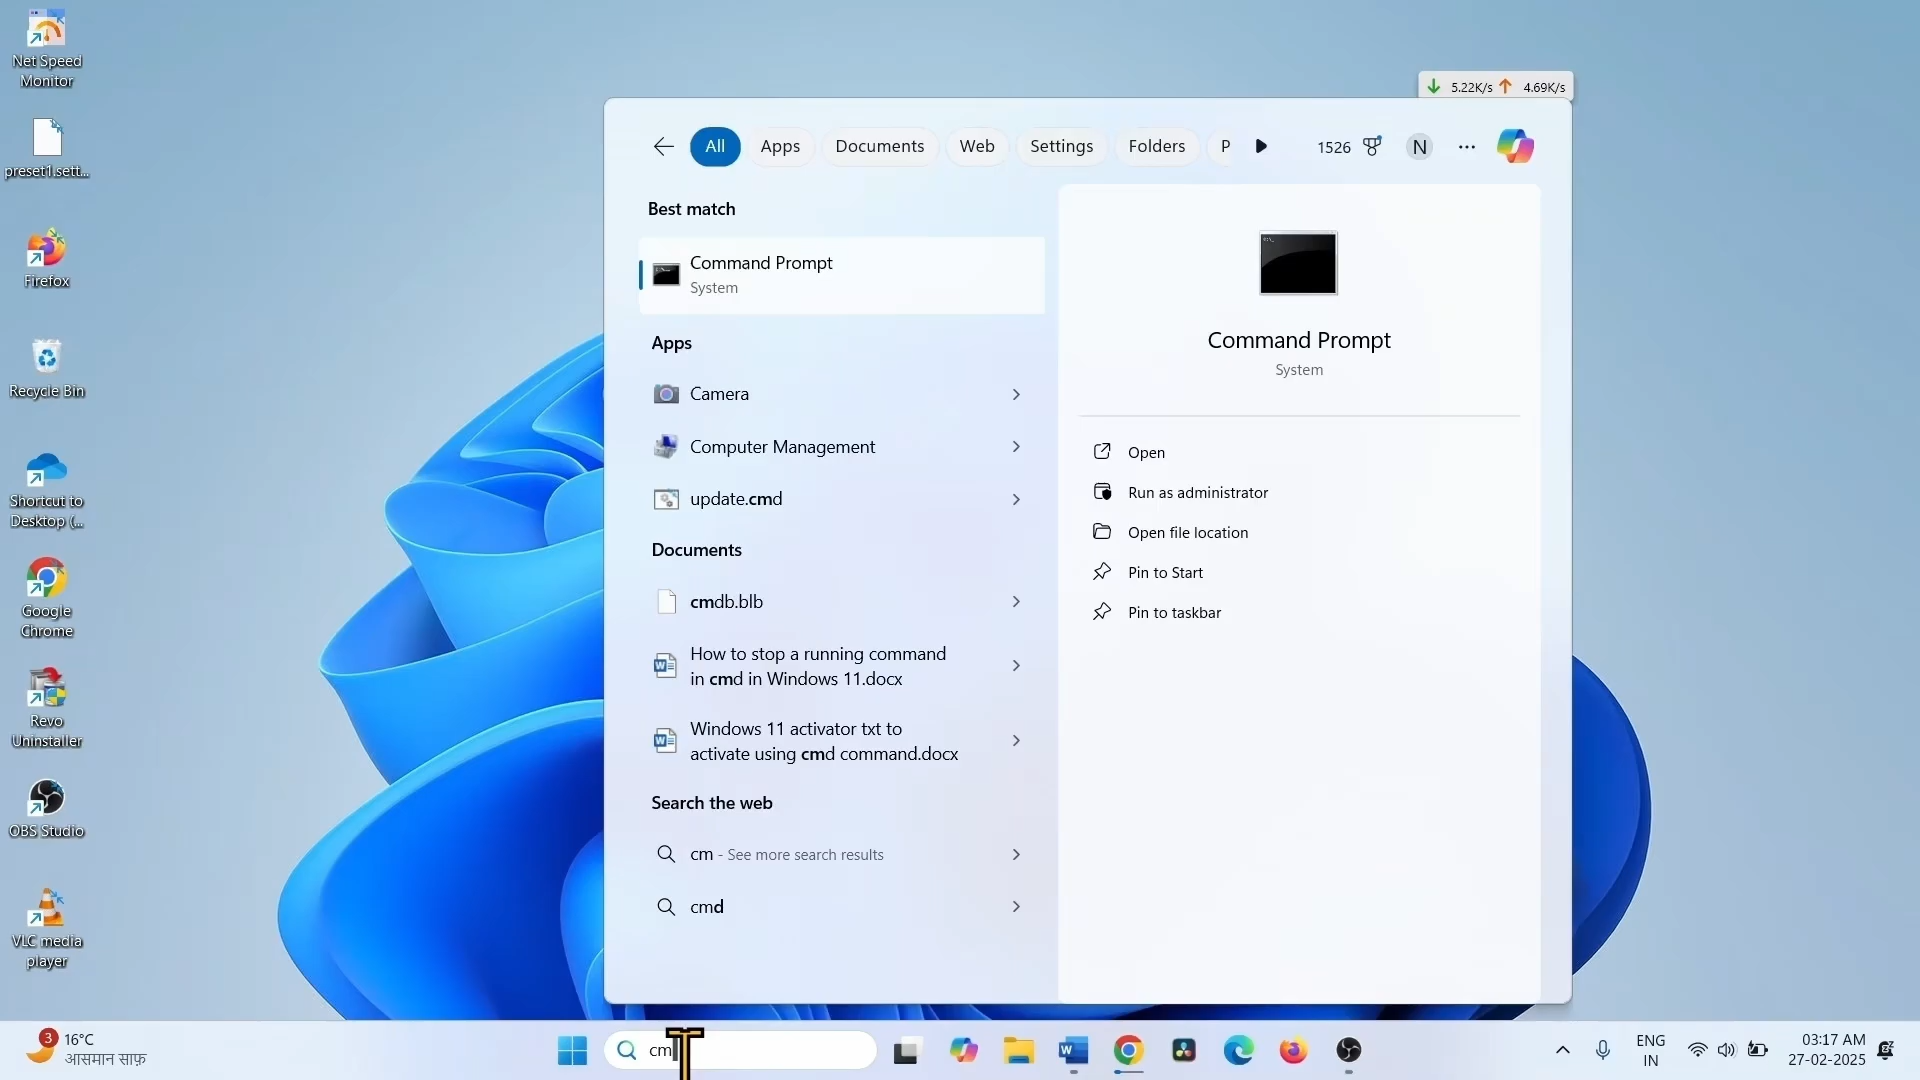 Net Speed
Monitor
preset1.sett...
Firefox
Recycle Bin
Shortcut to
Desktop (...
Google
Chrome
Revo
Uninstaller
OBS Studio
VLC media
player
5.22K/s 4.69K/s
All Apps Documents Web Settings Folders P 1526 N ...
Best match
Command Prompt
System
Apps
Camera
Computer Management
update.cmd
Documents
cmdb.blb
How to stop a running command
in cmd in Windows 11.docx
Windows 11 activator txt to
activate using cmd command.docx
Search the web
cm - See more search results
cmd
Command Prompt
System
Open
Run as administrator
Open file location
Pin to Start
Pin to taskbar
3 16°C
आसमान साफ़
cm
ENG
IN
03:17 AM
27-02-2025